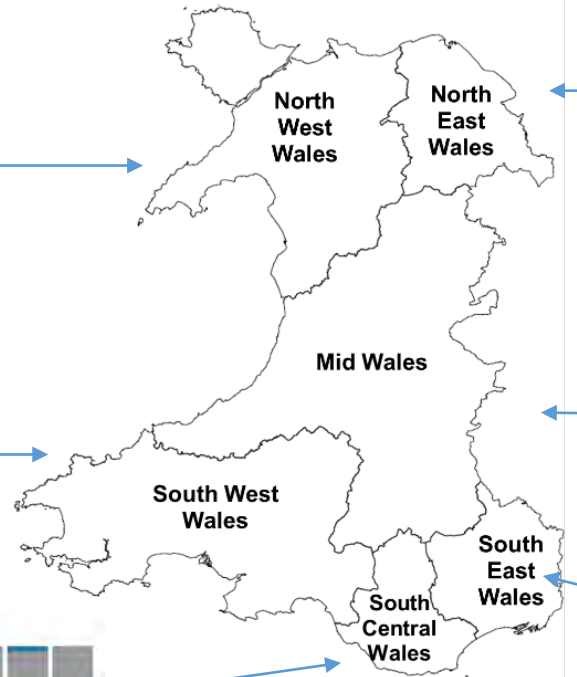 North
West
Wales
North
East
Wales
Mid Wales
South West
Wales
South
East
Wales
South
Central
Wales